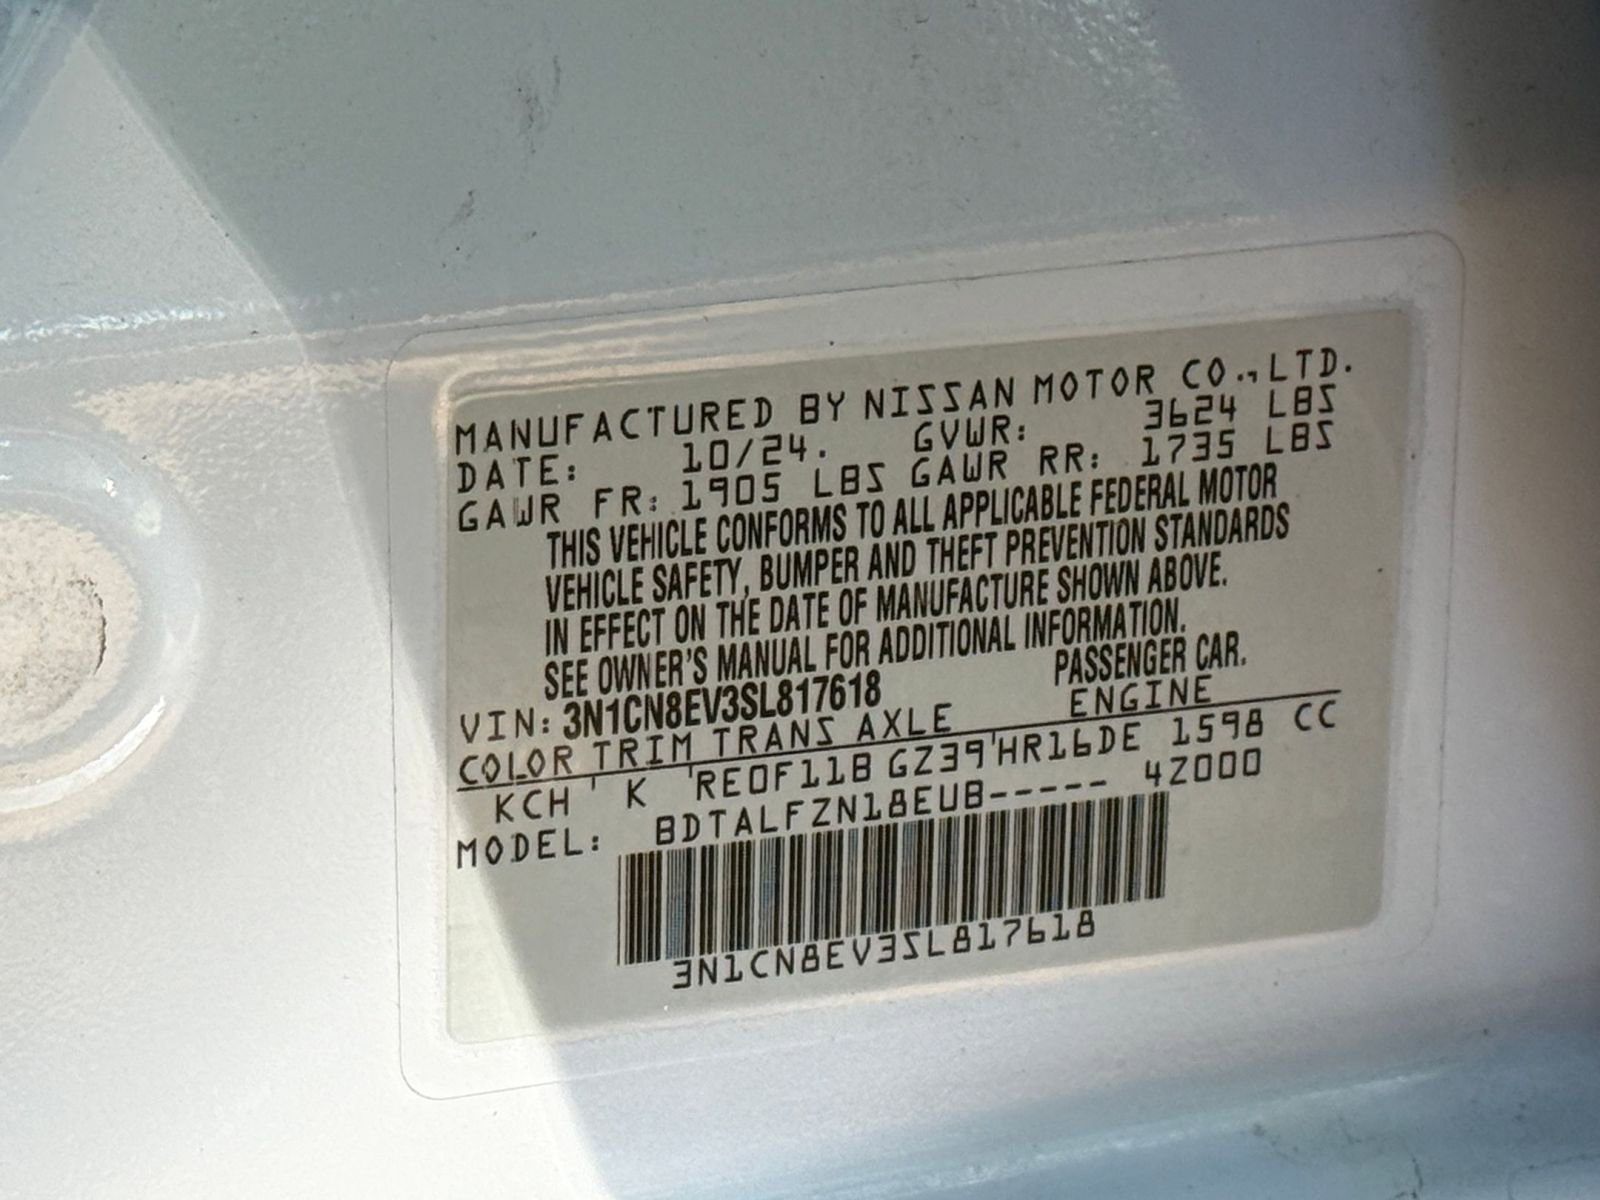 MANUFACTURED BY NISSAN MOTOR CO.,LTD.
DATE: 10/24. GVWR: 3624 LBS
GAWR FR: 1905 LBS GAWR RR: 1735 LBS
THIS VEHICLE CONFORMS TO ALL APPLICABLE FEDERAL MOTOR
VEHICLE SAFETY, BUMPER AND THEFT PREVENTION STANDARDS
IN EFFECT ON THE DATE OF MANUFACTURE SHOWN ABOVE.
SEE OWNER'S MANUAL FOR ADDITIONAL INFORMATION.
VIN: 3N1CN8EV3SL817618 PASSENGER CAR.
COLOR TRIM TRANS AXLE ENGINE
KCH K RE0F11B GZ39 HR16DE 1598 CC
MODEL: BDTALFZN18EUB----- 4Z000
3N1CN8EV3SL817618